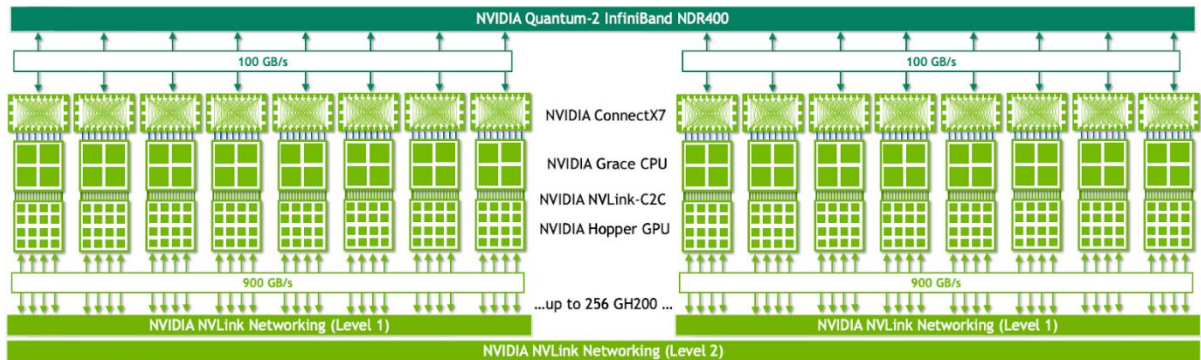 NVIDIA Quantum-2 InfiniBand NDR400
100 GB/s
100 GB/s
NVIDIA ConnectX7
NVIDIA Grace CPU
NVIDIA NVLink-C2C
NVIDIA Hopper GPU
900 GB/s
900 GB/s
...up to 256 GH200 ...
NVIDIA NVLink Networking (Level 1)
NVIDIA NVLink Networking (Level 1)
NVIDIA NVLink Networking (Level 2)